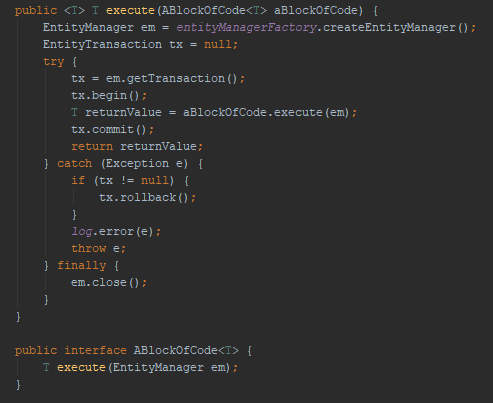 public <T> T execute(ABlockOfCode<T> aBlockOfCode) {
    EntityManager em = entityManagerFactory.createEntityManager();
    EntityTransaction tx = null;
    try {
        tx = em.getTransaction();
        tx.begin();
        T returnValue = aBlockOfCode.execute(em);
        tx.commit();
        return returnValue;
    } catch (Exception e) {
        if (tx != null) {
            tx.rollback();
        }
        log.error(e);
        throw e;
    } finally {
        em.close();
    }
}

public interface ABlockOfCode<T> {
    T execute(EntityManager em);
}